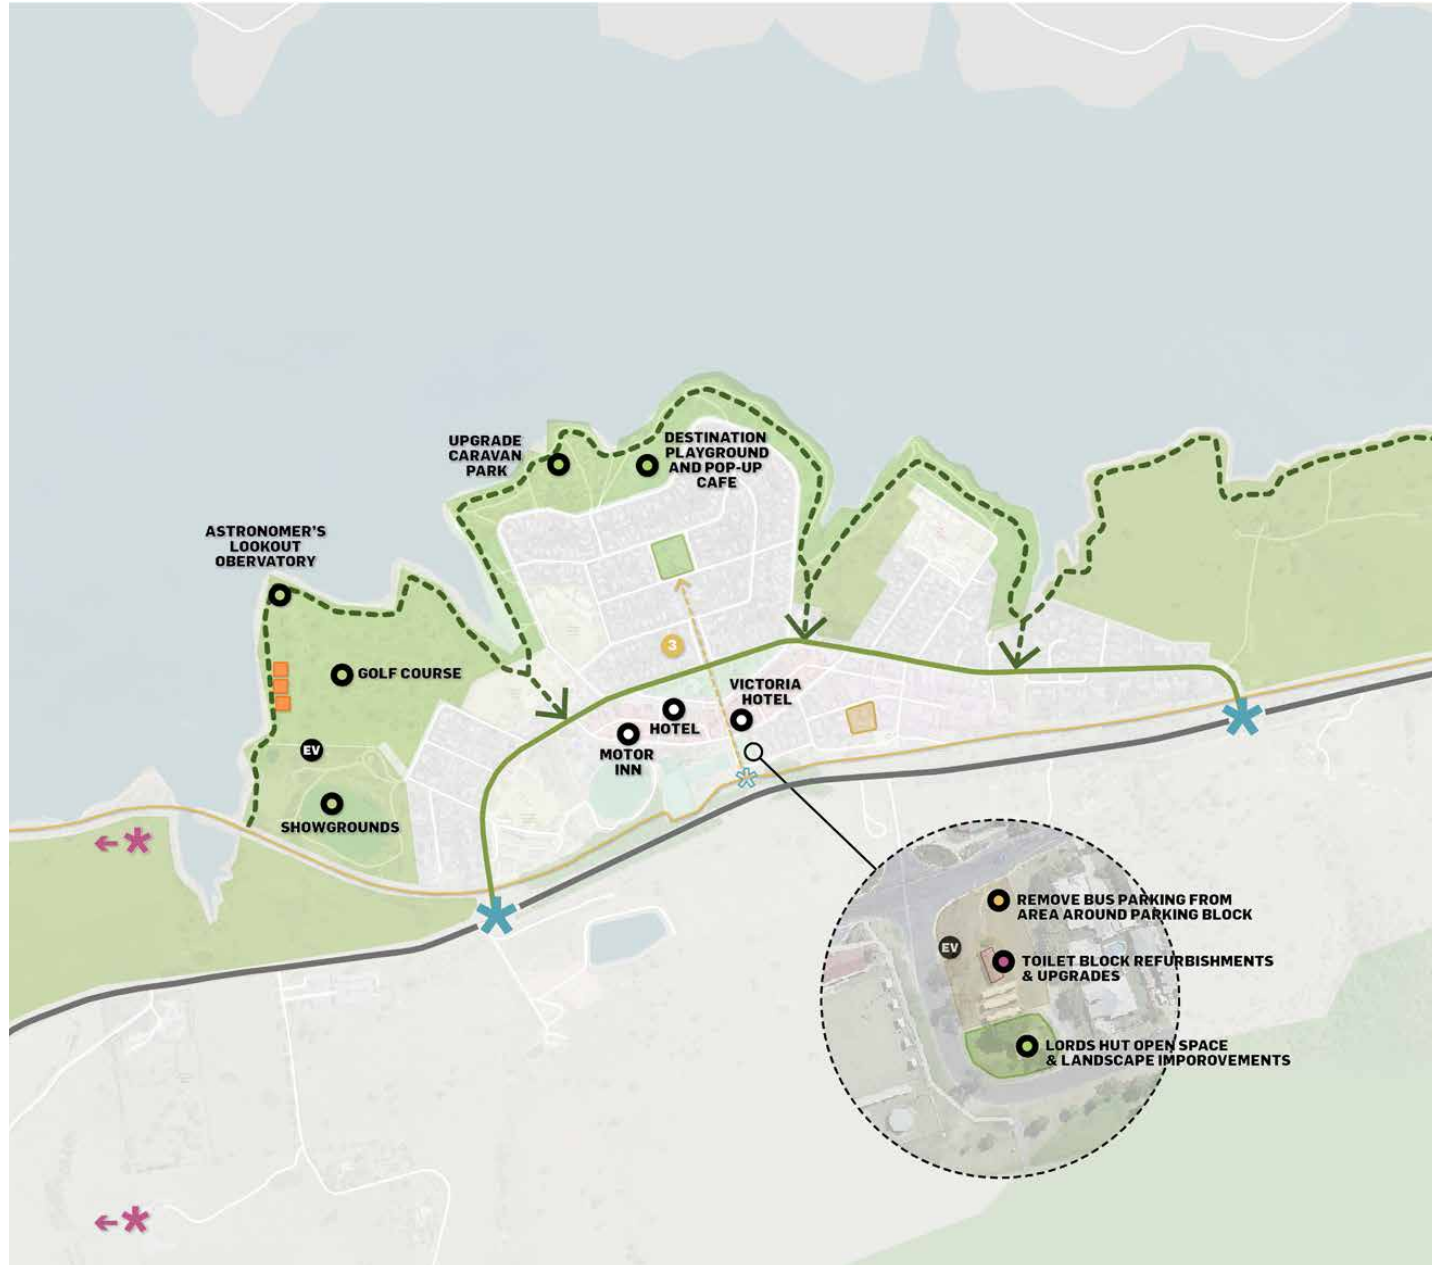 UPGRADE
CARAVAN
PARK
DESTINATION
PLAYGROUND
AND POP-UP
CAFE
ASTRONOMER'S
LOOKOUT
OBERVATORY
3
GOLF COURSE
VICTORIA
HOTEL
HOTEL
MOTOR
INN
EV
SHOWGROUNDS
REMOVE BUS PARKING FROM
AREA AROUND PARKING BLOCK
EV
TOILET BLOCK REFURBISHMENTS
& UPGRADES
LORDS HUT OPEN SPACE
& LANDSCAPE IMPOROVEMENTS